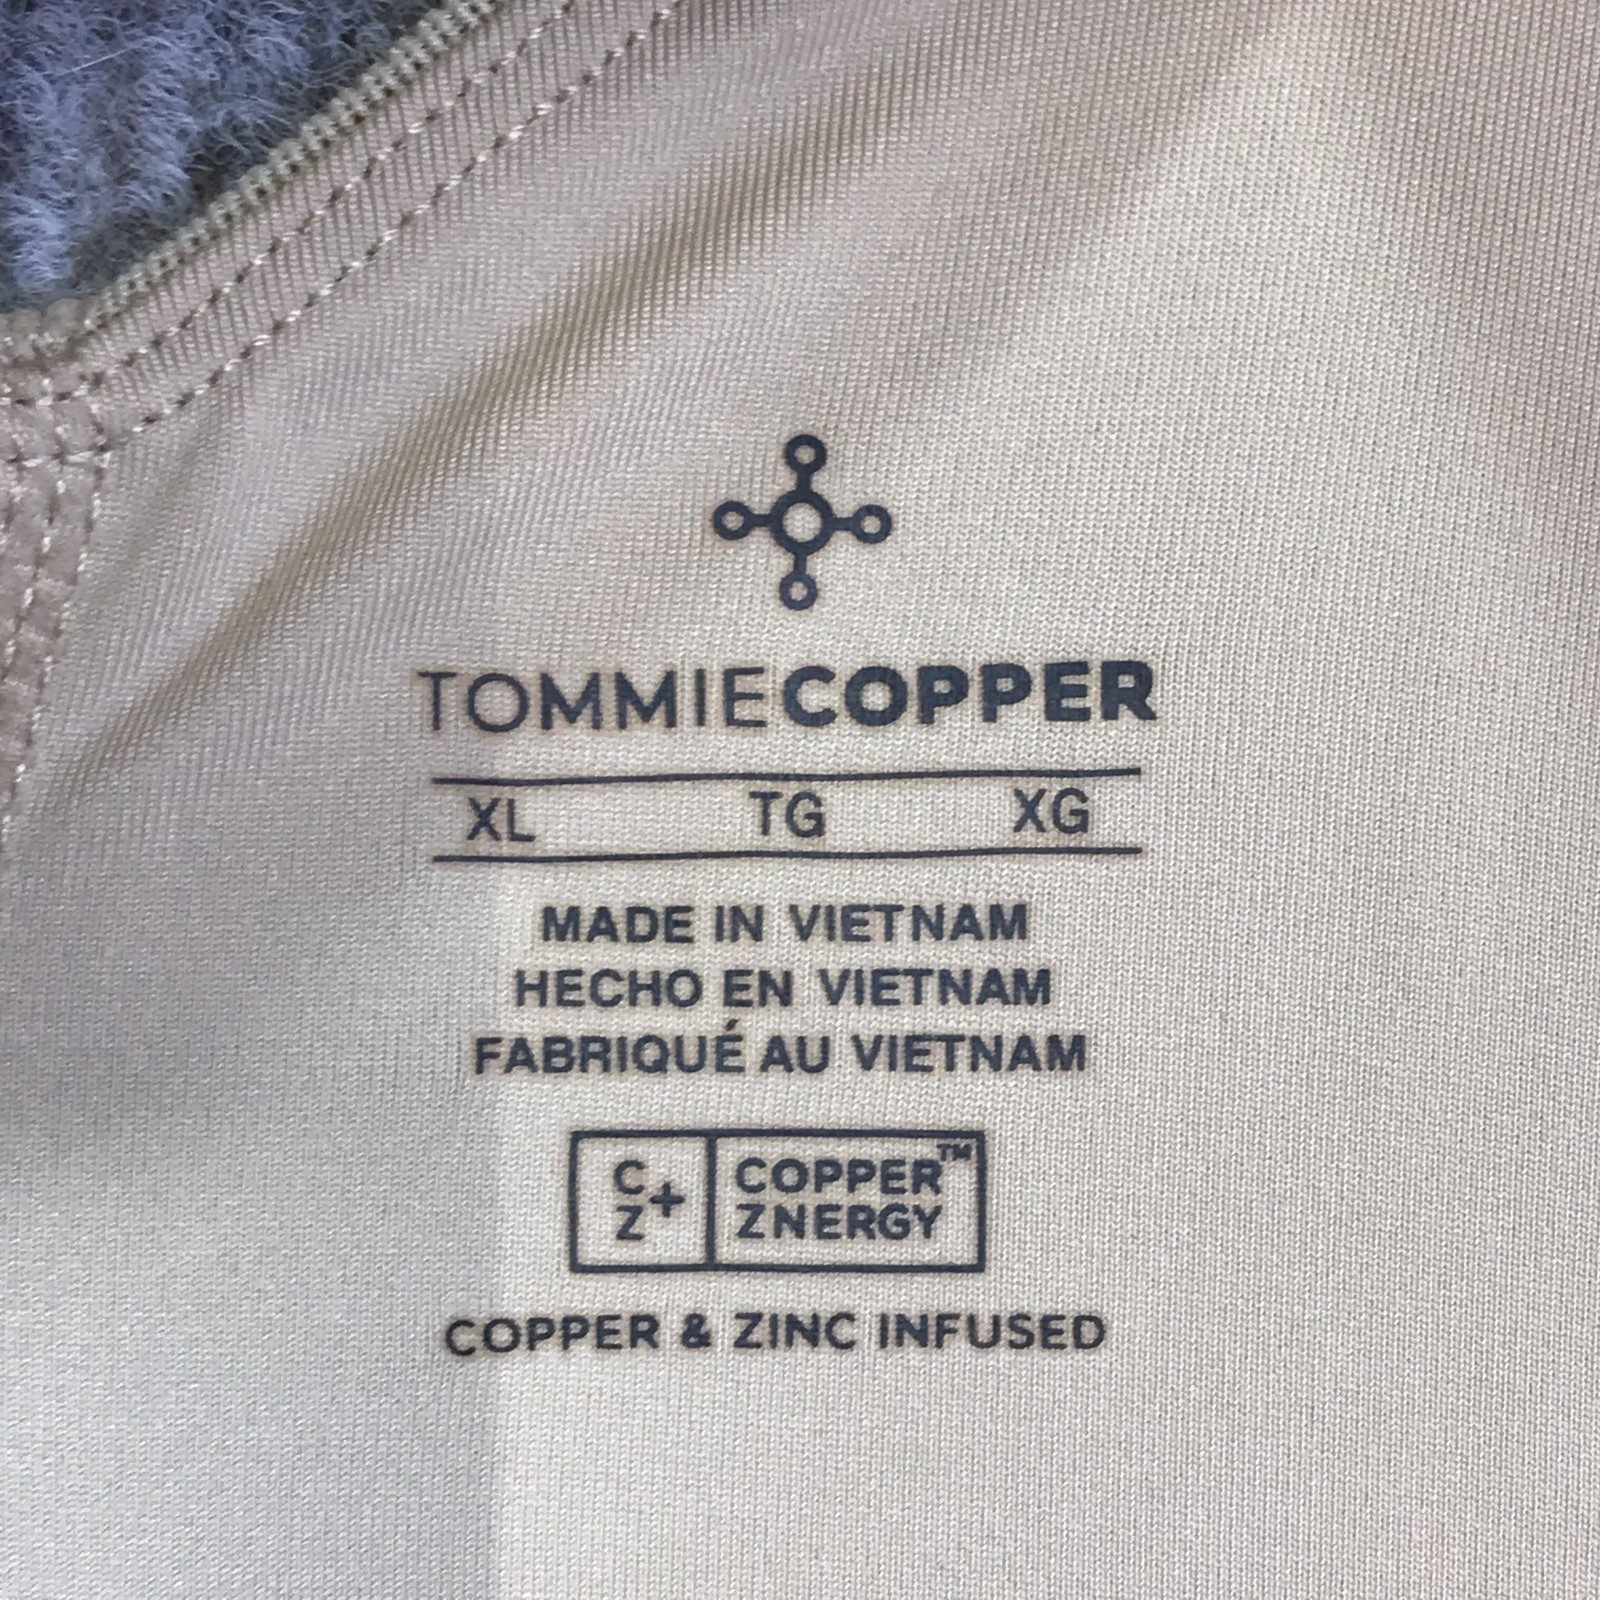 TOMMIECOPPER
XL TG XG
MADE IN VIETNAM
HECHO EN VIETNAM
FABRIQUÉ AU VIETNAM
C
Z+
COPPER™
ZNERGY
COPPER & ZINC INFUSED